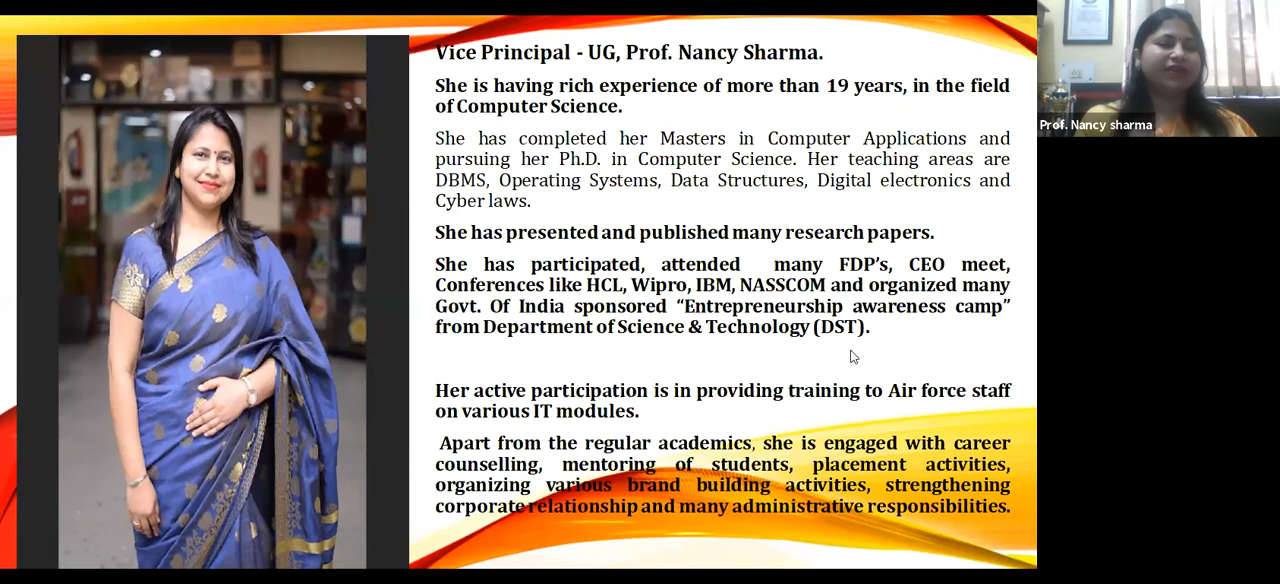 Vice Principal - UG, Prof. Nancy Sharma.
She is having rich experience of more than 19 years, in the field
of Computer Science.
She has completed her Masters in Computer Applications and
pursuing her Ph.D. in Computer Science. Her teaching areas are
DBMS, Operating Systems, Data Structures, Digital electronics and
Cyber laws.
She has presented and published many research papers.
She has participated, attended many FDP’s, CEO meet,
Conferences like HCL, Wipro, IBM, NASSCOM and organized many
Govt. Of India sponsored “Entrepreneurship awareness camp”
from Department of Science & Technology (DST).
Her active participation is in providing training to Air force staff
on various IT modules.
Apart from the regular academics, she is engaged with career
counselling, mentoring of students, placement activities,
organizing various brand building activities, strengthening
corporate relationship and many administrative responsibilities.
Prof. Nancy sharma